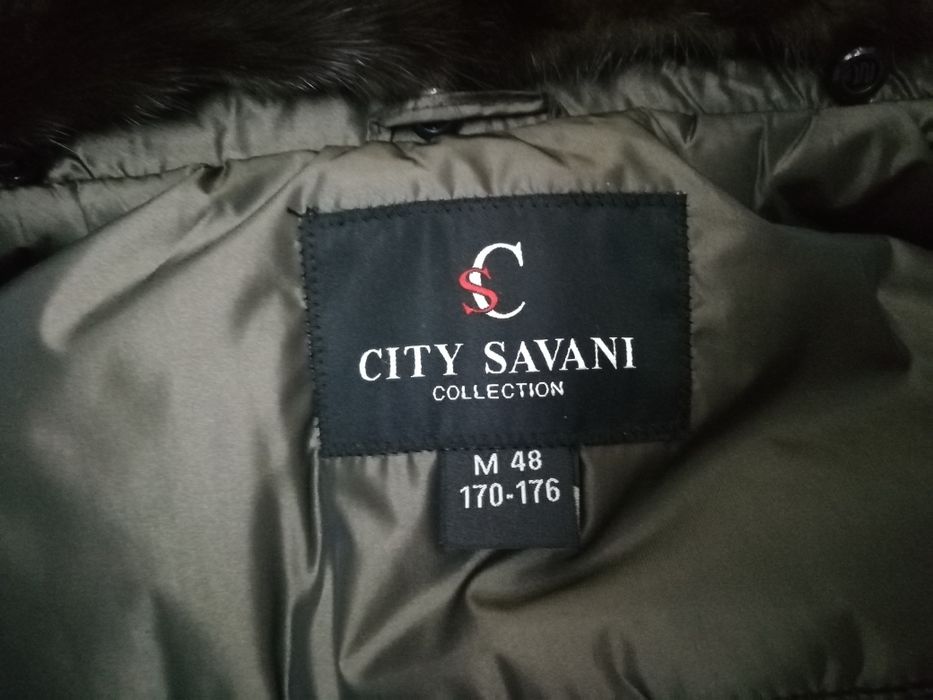 SC
CITY SAVANI
COLLECTION
M 48
170-176